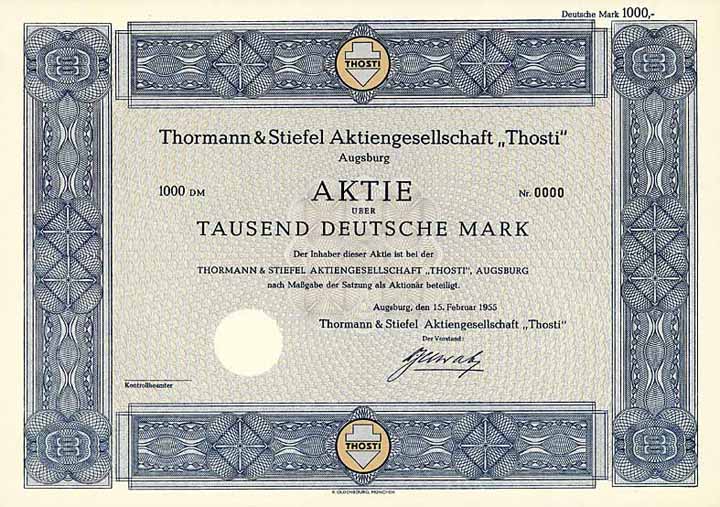 Deutsche Mark 1000,-
THOSTI
Thormann & Stiefel Aktiengesellschaft „Thosti"
Augsburg
1000 DM AKTIE Nr. 0000
ÜBER
TAUSEND DEUTSCHE MARK
Der Inhaber dieser Aktie ist bei der
THORMANN & STIEFEL AKTIENGESELLSCHAFT „THOSTI", AUGSBURG
nach Maßgabe der Satzung als Aktionär beteiligt.
Augsburg, den 15. Februar 1955
Thormann & Stiefel Aktiengesellschaft „Thosti"
Der Vorstand:
Kontrollbeamter
THOSTI
R. OLDENBOURG, MÜNCHEN